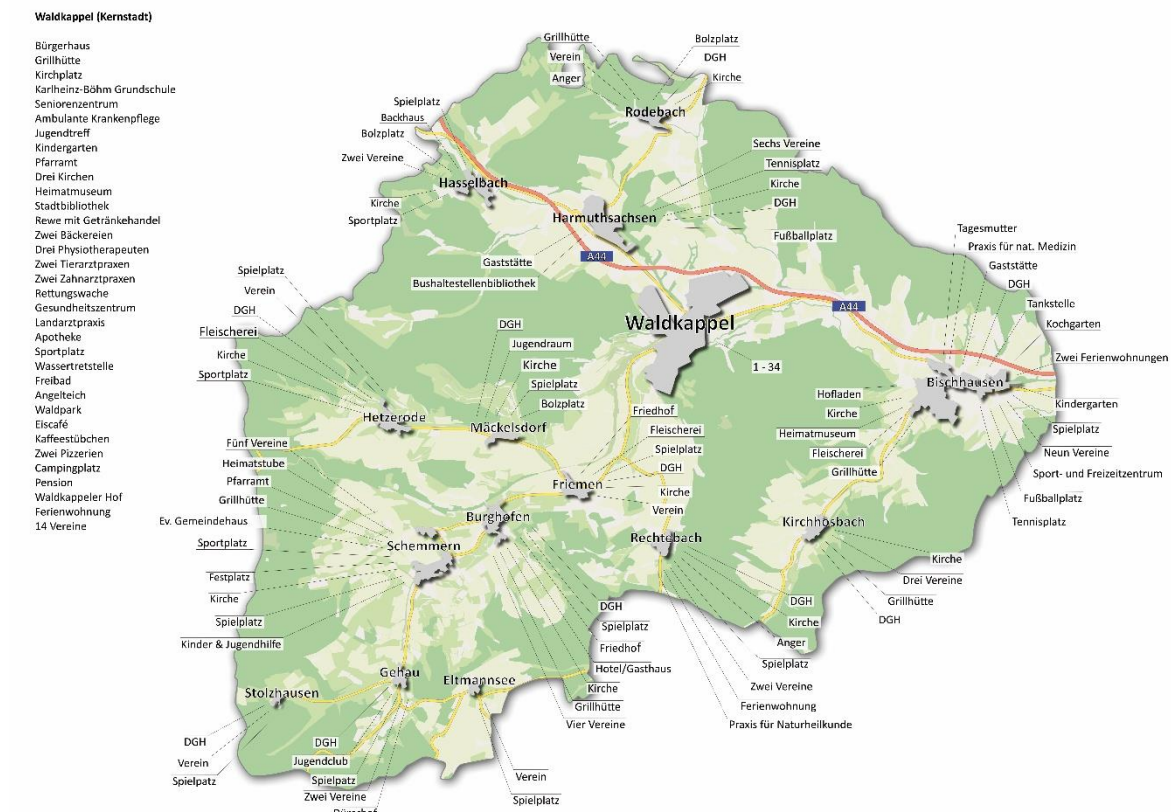 Waldkappel (Kernstadt)
Bürgerhaus
Grillhütte
Kirchplatz
Karlheinz-Böhm Grundschule
Seniorenzentrum
Ambulante Krankenpflege
Jugendtreff
Kindergarten
Pfarramt
Drei Kirchen
Heimatmuseum
Stadtbibliothek
Rewe mit Getränkehandel
Zwei Bäckereien
Drei Physiotherapeuten
Zwei Tierarztpraxen
Zwei Zahnarztpraxen
Rettungswache
Gesundheitszentrum
Landarztpraxis
Apotheke
Sportplatz
Wassertretstelle
Freibad
Angelteich
Waldpark
Eiscafé
Kaffeestübchen
Zwei Pizzerien
Campingplatz
Pension
Waldkappeler Hof
Ferienwohnung
14 Vereine
Grillhütte
Verein
Anger
Bolzplatz
DGH
Kirche
Rodebach
Spielplatz
Backhaus
Bolzplatz
Zwei Vereine
Hasselbach
Kirche
Sportplatz
Sechs Vereine
Tennisplatz
Kirche
DGH
Fußballplatz
Harmuthsachsen
Gaststätte
Bushaltestellenbibliothek
A44
Waldkappel
1 - 34
A44
Tagesmutter
Praxis für nat. Medizin
Gaststätte
DGH
Tankstelle
Kochgarten
Zwei Ferienwohnungen
Bischhausen
Hofladen
Kirche
Heimatmuseum
Fleischerei
Grillhütte
Kindergarten
Spielplatz
Neun Vereine
Sport- und Freizeitzentrum
Fußballplatz
Tennisplatz
Spielplatz
Verein
DGH
Fleischerei
Kirche
Sportplatz
Hetzerode
DGH
Jugendraum
Kirche
Spielplatz
Bolzplatz
Mäckelsdorf
Friedhof
Fleischerei
Spielplatz
DGH
Kirche
Verein
Friemen
Fünf Vereine
Heimatstube
Pfarramt
Grillhütte
Ev. Gemeindehaus
Sportplatz
Festplatz
Kirche
Spielplatz
Kinder & Jugendhilfe
Schemmern
Burghofen
DGH
Spielplatz
Friedhof
Hotel/Gasthaus
Kirche
Grillhütte
Vier Vereine
Rechtebach
DGH
Kirche
Anger
Spielplatz
Zwei Vereine
Ferienwohnung
Praxis für Naturheilkunde
Kirchhosbach
Kirche
Drei Vereine
Grillhütte
DGH
Stolzhausen
DGH
Verein
Spielpatz
Gehau
DGH
Jugendclub
Spielpatz
Zwei Vereine
Eltmannsee
Verein
Spielplatz